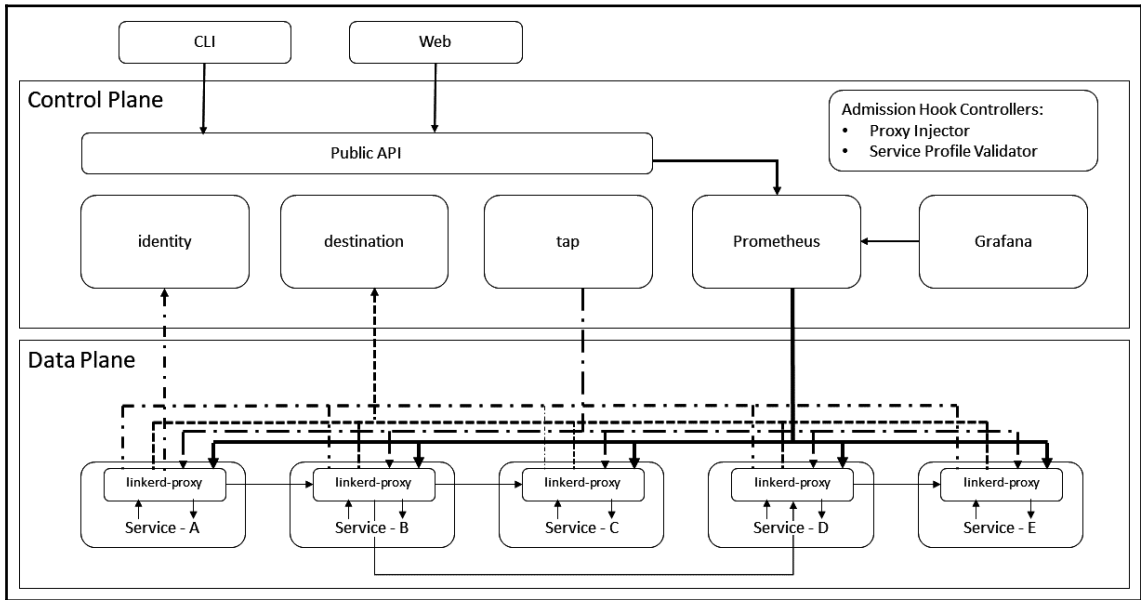 CLI
Web
Control Plane
Admission Hook Controllers:
• Proxy Injector
• Service Profile Validator
Public API
identity
destination
tap
Prometheus
Grafana
Data Plane
linkerd-proxy
linkerd-proxy
linkerd-proxy
linkerd-proxy
linkerd-proxy
Service - A
Service - B
Service - C
Service - D
Service - E